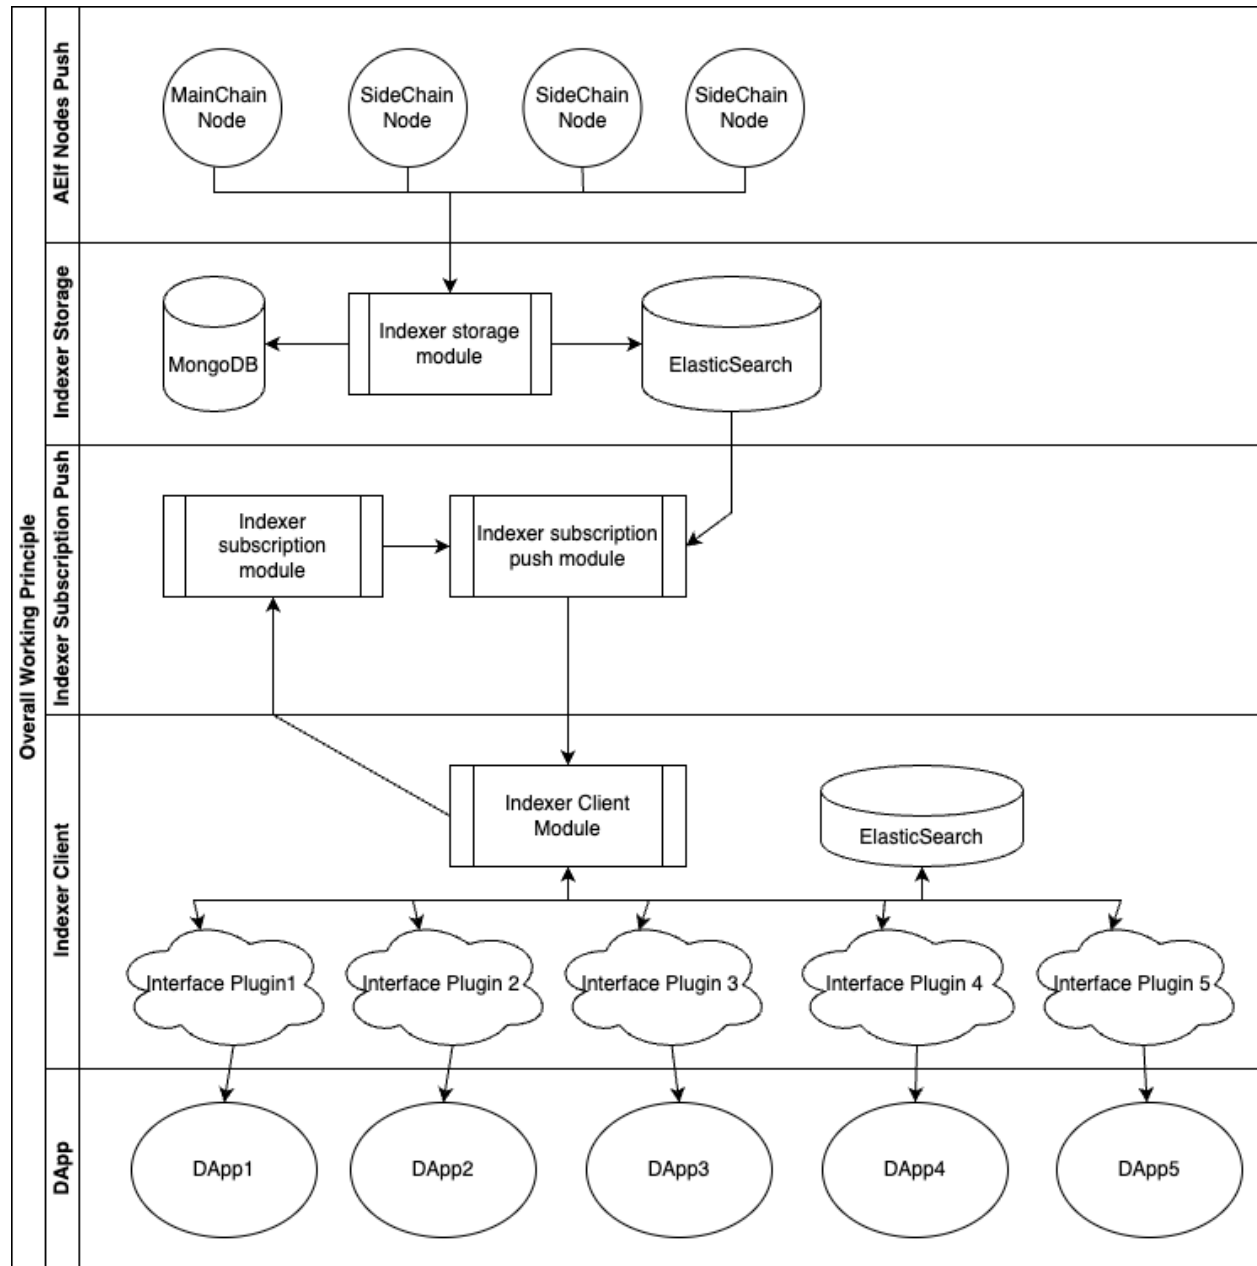 Overall Working Principle
AElf Nodes Push
MainChain
Node
SideChain
Node
SideChain
Node
SideChain
Node
Indexer Storage
MongoDB
Indexer storage
module
ElasticSearch
Indexer Subscription Push
Indexer
subscription
module
Indexer subscription
push module
Indexer Client
Indexer Client
Module
ElasticSearch
Interface Plugin1
Interface Plugin 2
Interface Plugin 3
Interface Plugin 4
Interface Plugin 5
DApp
DApp1
DApp2
DApp3
DApp4
DApp5